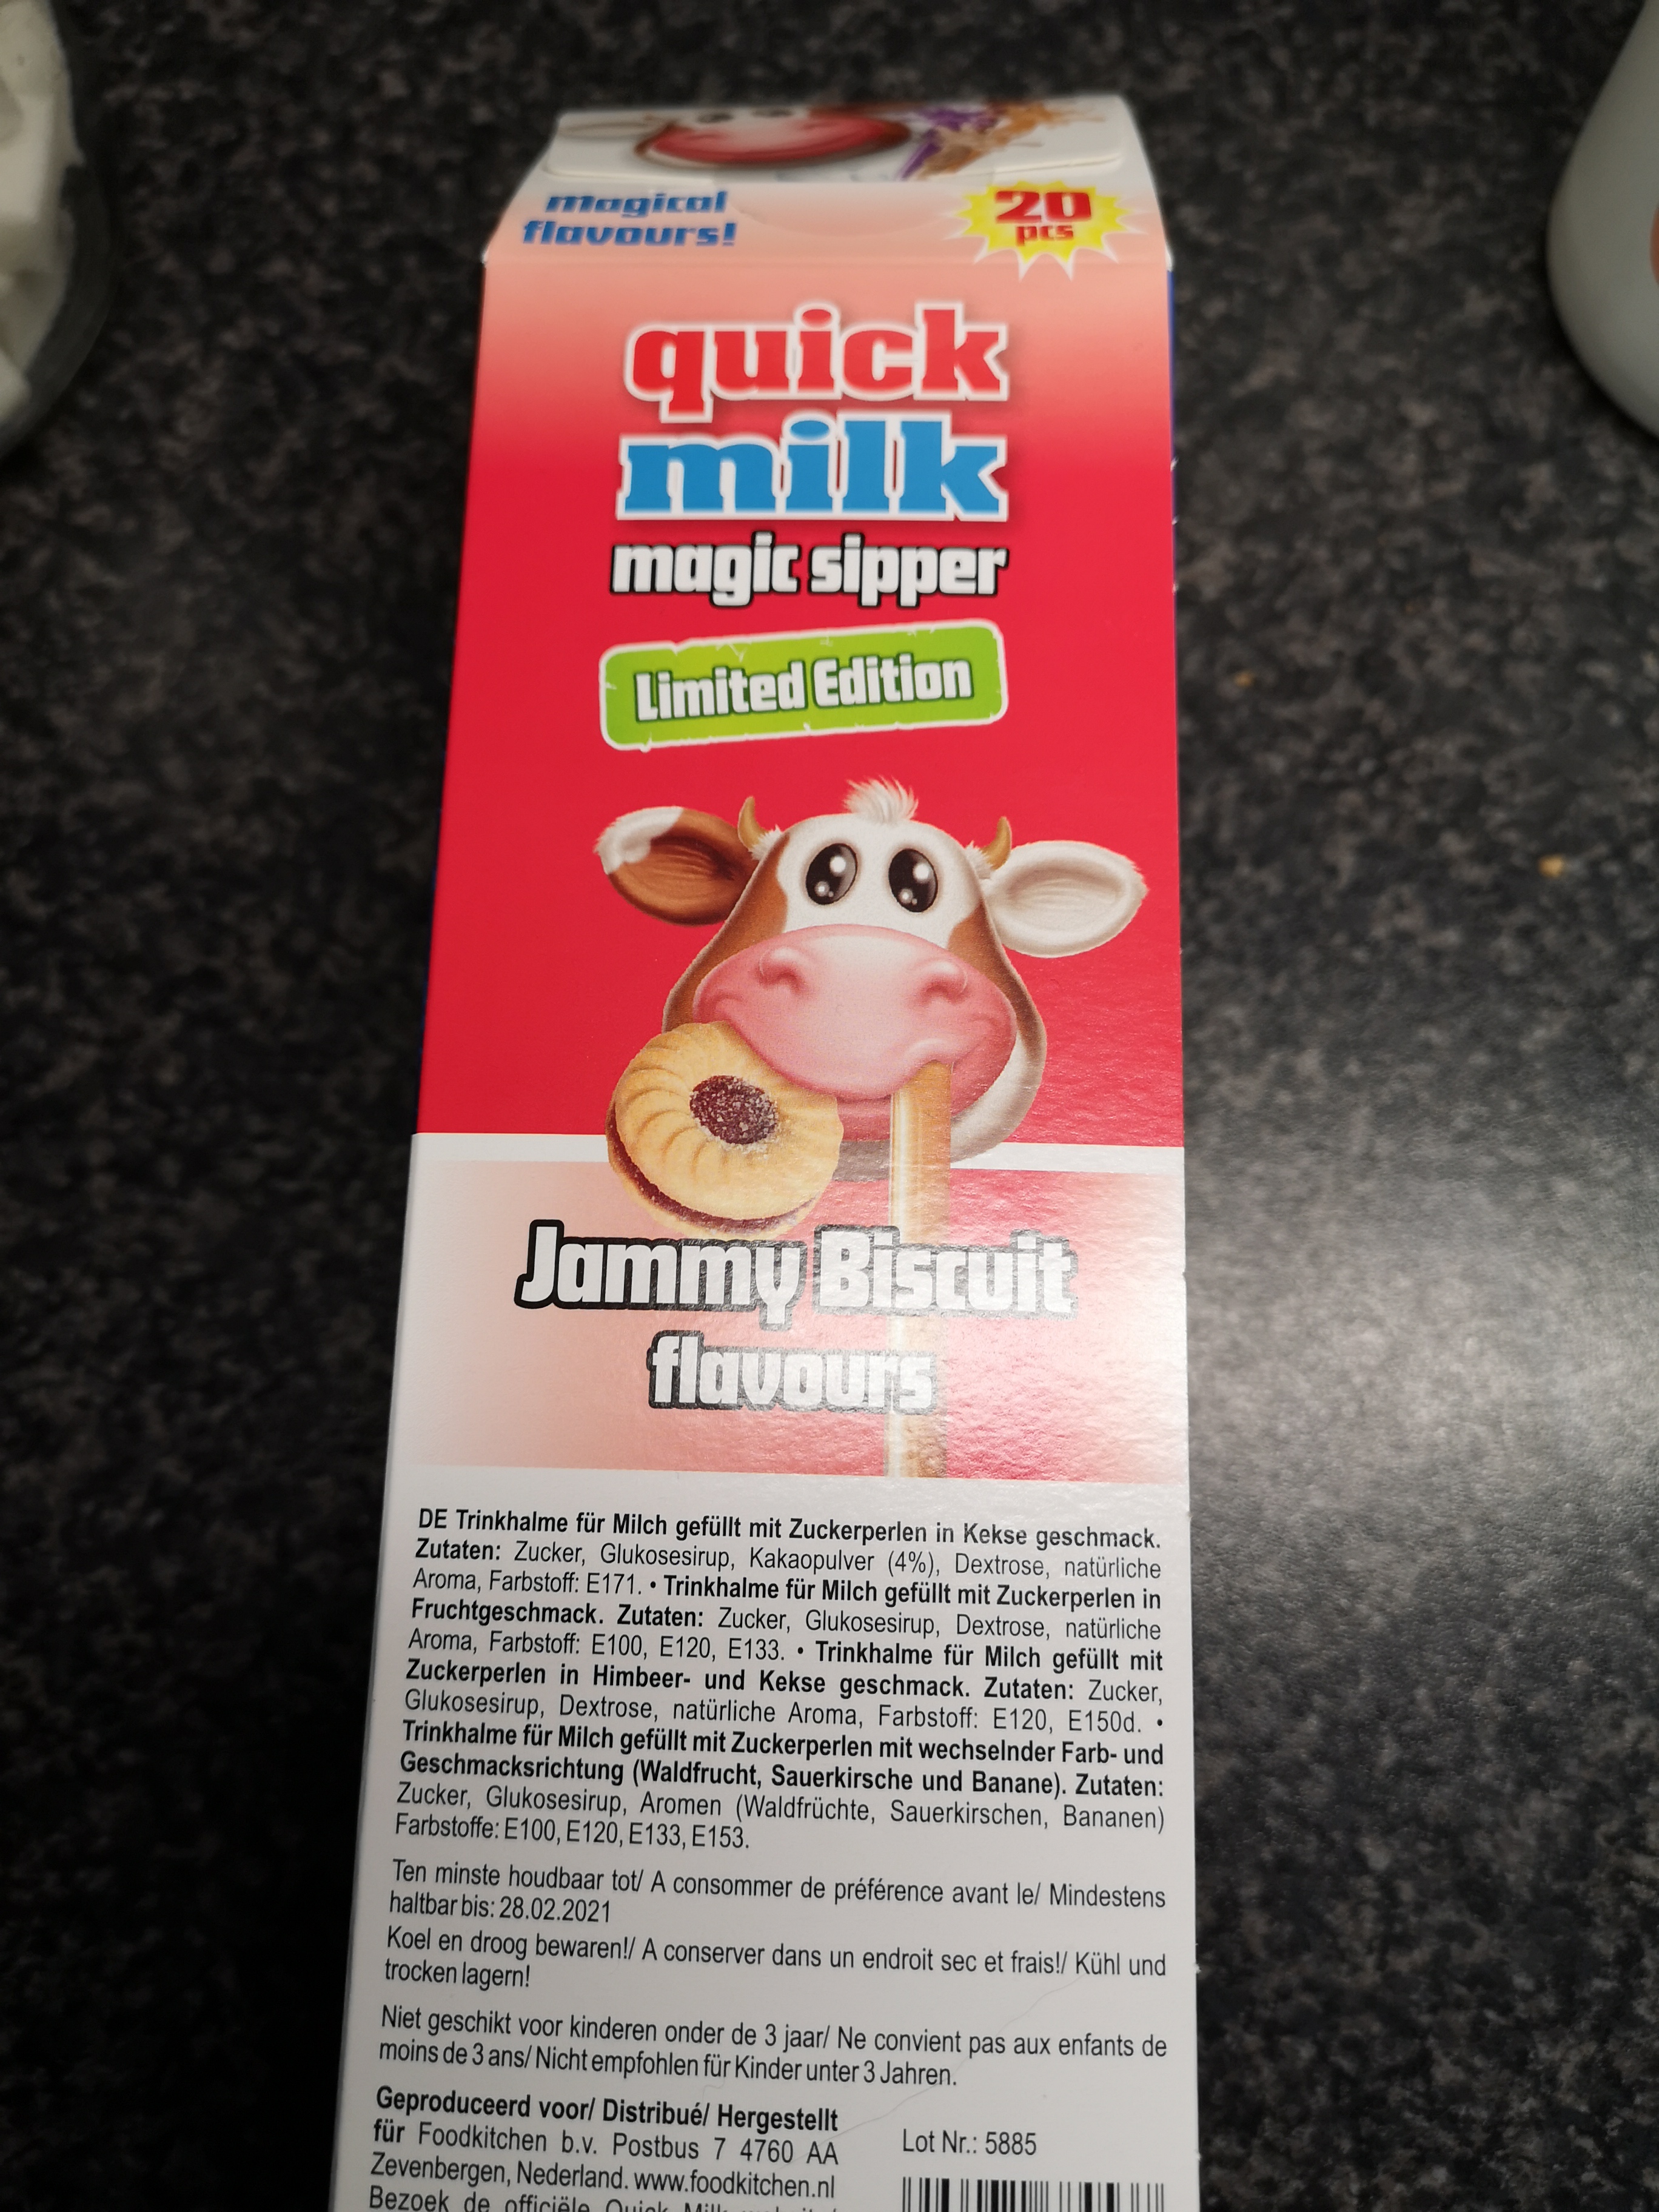 magical
flavours!
20
pcs
quick
milk
magic sipper
Limited Edition
Jammy Biscuit
flavours
DE Trinkhalme für Milch gefüllt mit Zuckerperlen in Kekse geschmack.
Zutaten: Zucker, Glukosesirup, Kakaopulver (4%), Dextrose, natürliche
Aroma, Farbstoff: E171. • Trinkhalme für Milch gefüllt mit Zuckerperlen in
Fruchtgeschmack. Zutaten: Zucker, Glukosesirup, Dextrose, natürliche
Aroma, Farbstoff: E100, E120, E133. • Trinkhalme für Milch gefüllt mit
Zuckerperlen in Himbeer- und Kekse geschmack. Zutaten: Zucker,
Glukosesirup, Dextrose, natürliche Aroma, Farbstoff: E120, E150d. •
Trinkhalme für Milch gefüllt mit Zuckerperlen mit wechselnder Farb- und
Geschmacksrichtung (Waldfrucht, Sauerkirsche und Banane). Zutaten:
Zucker, Glukosesirup, Aromen (Waldfrüchte, Sauerkirschen, Bananen)
Farbstoffe: E100, E120, E133, E153.
Ten minste houdbaar tot/ A consommer de préférence avant le/ Mindestens
haltbar bis: 28.02.2021
Koel en droog bewaren!/ A conserver dans un endroit sec et frais!/ Kühl und
trocken lagern!
Niet geschikt voor kinderen onder de 3 jaar/ Ne convient pas aux enfants de
moins de 3 ans/ Nicht empfohlen für Kinder unter 3 Jahren.
Geproduceerd voor/ Distribué/ Hergestellt
für Foodkitchen b.v. Postbus 7 4760 AA
Zevenbergen, Nederland. www.foodkitchen.nl
Bezoek de officiële Quick Milk
Lot Nr.: 5885